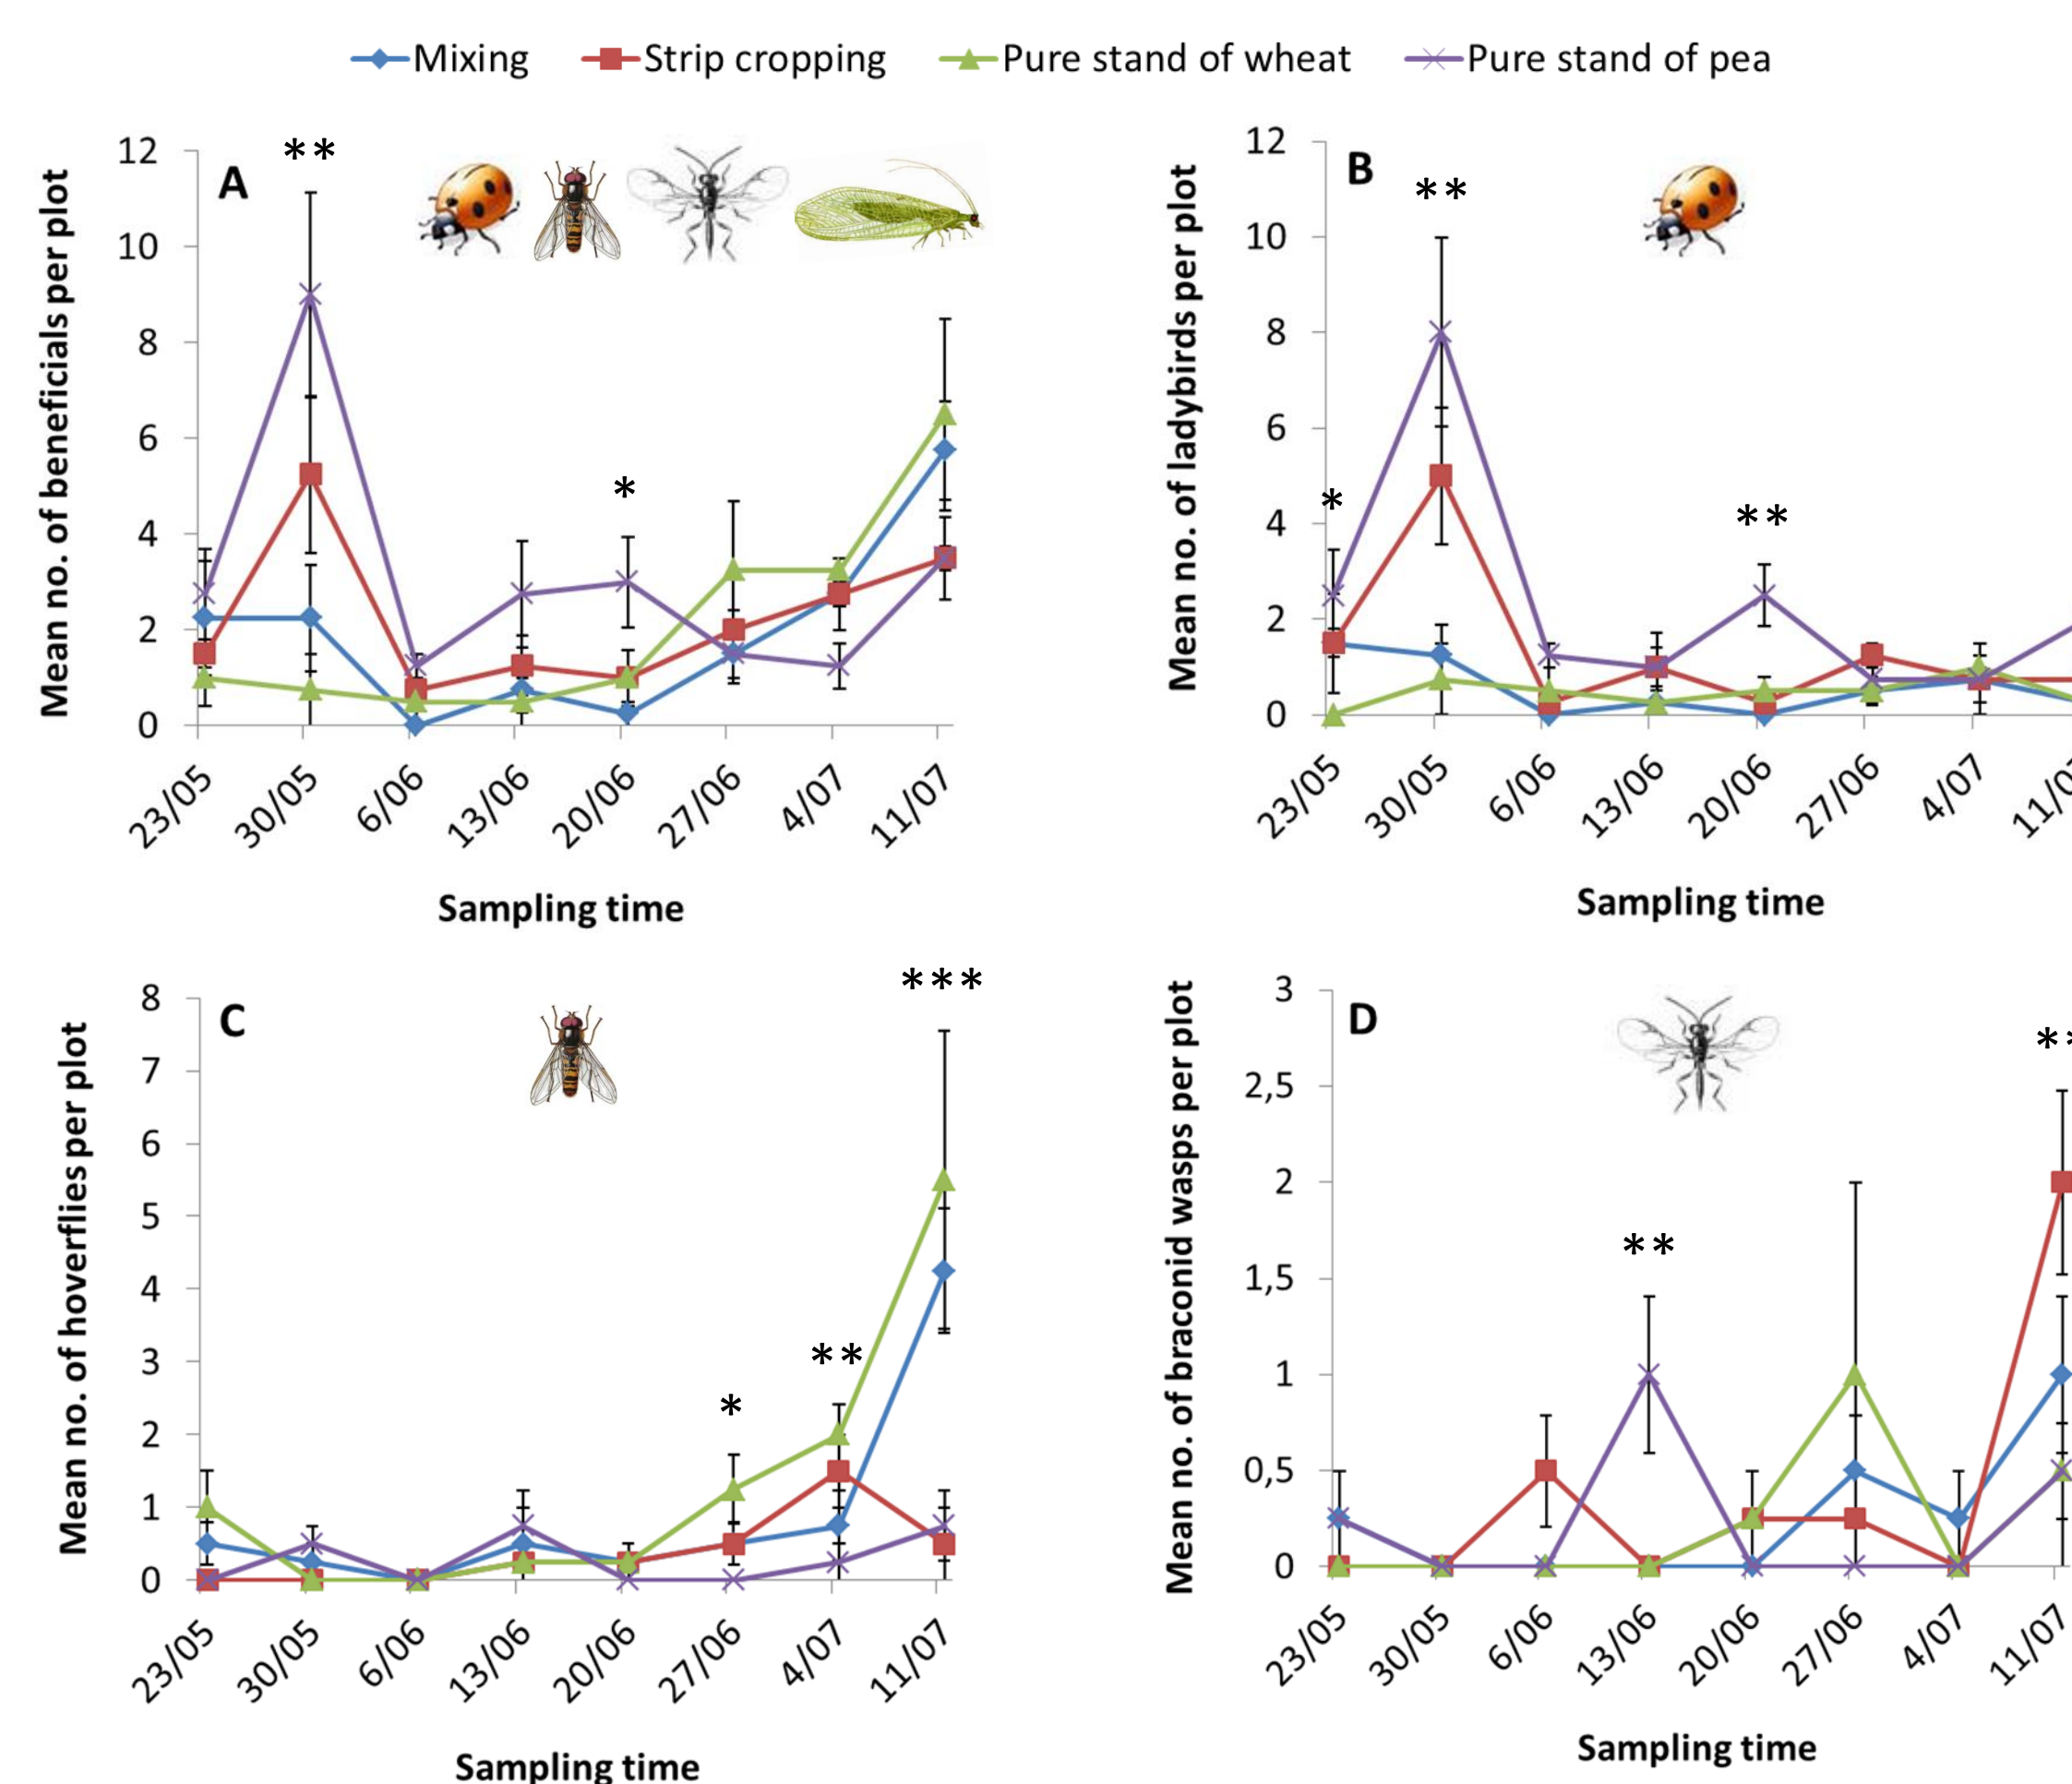 Mixing Strip cropping Pure stand of wheat Pure stand of pea
A
Mean no. of beneficials per plot
12
10
8
6
4
2
0
**
*
23/05 30/05 6/06 13/06 20/06 27/06 4/07 11/07
Sampling time
B
Mean no. of ladybirds per plot
12
10
8
6
4
2
0
*
**
**
23/05 30/05 6/06 13/06 20/06 27/06 4/07 11/0
Sampling time
C
Mean no. of hoverflies per plot
8
7
6
5
4
3
2
1
0
*
**
***
23/05 30/05 6/06 13/06 20/06 27/06 4/07 11/07
Sampling time
D
Mean no. of braconid wasps per plot
3
2,5
2
1,5
1
0,5
0
**
**
23/05 30/05 6/06 13/06 20/06 27/06 4/07 11/07
Sampling time